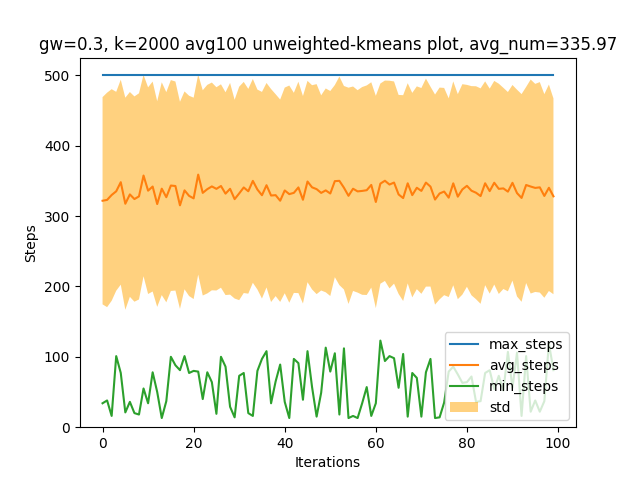 gw=0.3, k=2000 avg100 unweighted-kmeans plot, avg_num=335.97
500
400
300
200
100
0
Steps
0 20 40 60 80 100
Iterations
max_steps
avg_steps
min_steps
std